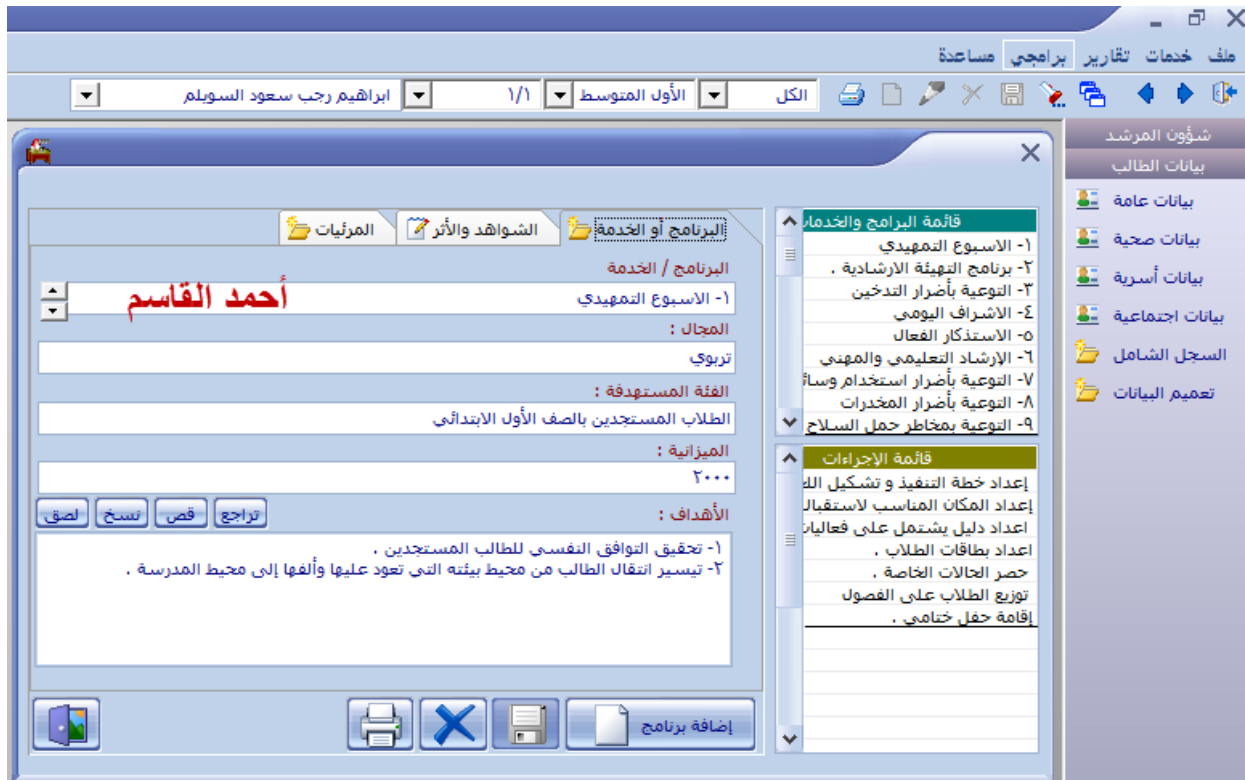 ملف خدمات تقارير برامجي مساعدة
الكل الأول المتوسط ١/١ ابراهيم رجب سعود السويلم
شؤون المرشد
بيانات الطالب
بيانات عامة
بيانات صحية
بيانات أسرية
بيانات اجتماعية
السجل الشامل
تعميم البيانات
قائمة البرامج والخدمات
١- الاسبوع التمهيدي
٢- برنامج التهيئة الارشادية .
٣- التوعية بأضرار التدخين
٤- الاشراف اليومي
٥- الاستذكار الفعال
٦- الإرشاد التعليمي والمهني
٧- التوعية بأضرار استخدام
٨- التوعية بأضرار المخدرات
٩- التوعية بمخاطر حمل السلاح
قائمة الإجراءات
إعداد خطة التنفيذ و تشكيل
إعداد المكان المناسب
اعداد دليل يشتمل على
اعداد بطاقات الطلاب .
حصر الحالات الخاصة .
توزيع الطلاب على الفصول
إقامة حفل ختامي .
البرنامج أو الخدمة الشواهد والأثر المرئيات
البرنامج / الخدمة
١- الاسبوع التمهيدي
أحمد القاسم
المجال :
تربوي
الفئة المستهدفة :
الطلاب المستجدين بالصف الأول الابتدائي
الميزانية :
٢٠٠٠
الأهداف : تراجع قص نسخ لصق
١- تحقيق التوافق النفسي للطالب المستجدين .
٢- تيسير انتقال الطالب من محيط بيئته التي تعود عليها وألفها إلى محيط المدرسة .
إضافة برنامج